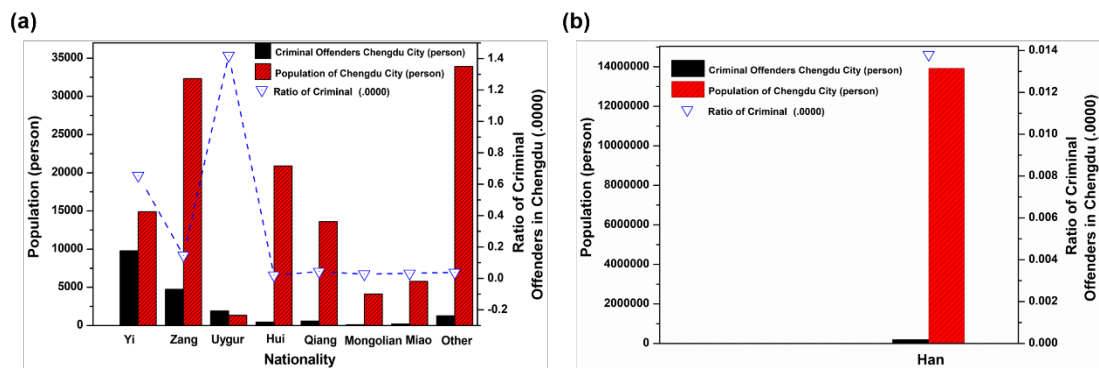 (a)
Criminal Offenders Chengdu City (person)
Population of Chengdu City (person)
Ratio of Criminal (.0000)
Population (person)
35000
30000
25000
20000
15000
10000
5000
0
1.4
1.2
1.0
0.8
0.6
0.4
0.2
0.0
-0.2
Ratio of Criminal
Offenders in Chengdu (.0000)
Yi Zang Uygur Hui Qiang Mongolian Miao Other
Nationality
(b)
Criminal Offenders Chengdu City (person)
Population of Chengdu City (person)
Ratio of Criminal (.0000)
Population (person)
14000000
12000000
10000000
8000000
6000000
4000000
2000000
0
0.014
0.012
0.010
0.008
0.006
0.004
0.002
0.000
Ratio of Criminal
Offenders in Chengdu (.0000)
Han